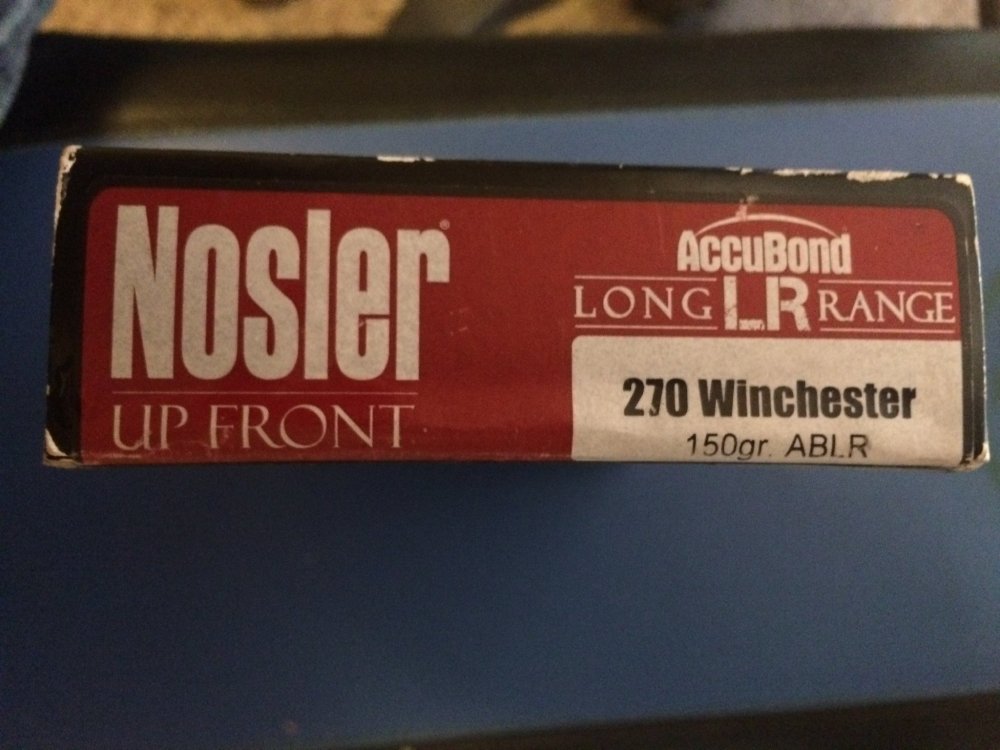 Nosler®
UP FRONT
AccuBond
LONG LR RANGE
270 Winchester
150gr. ABLR